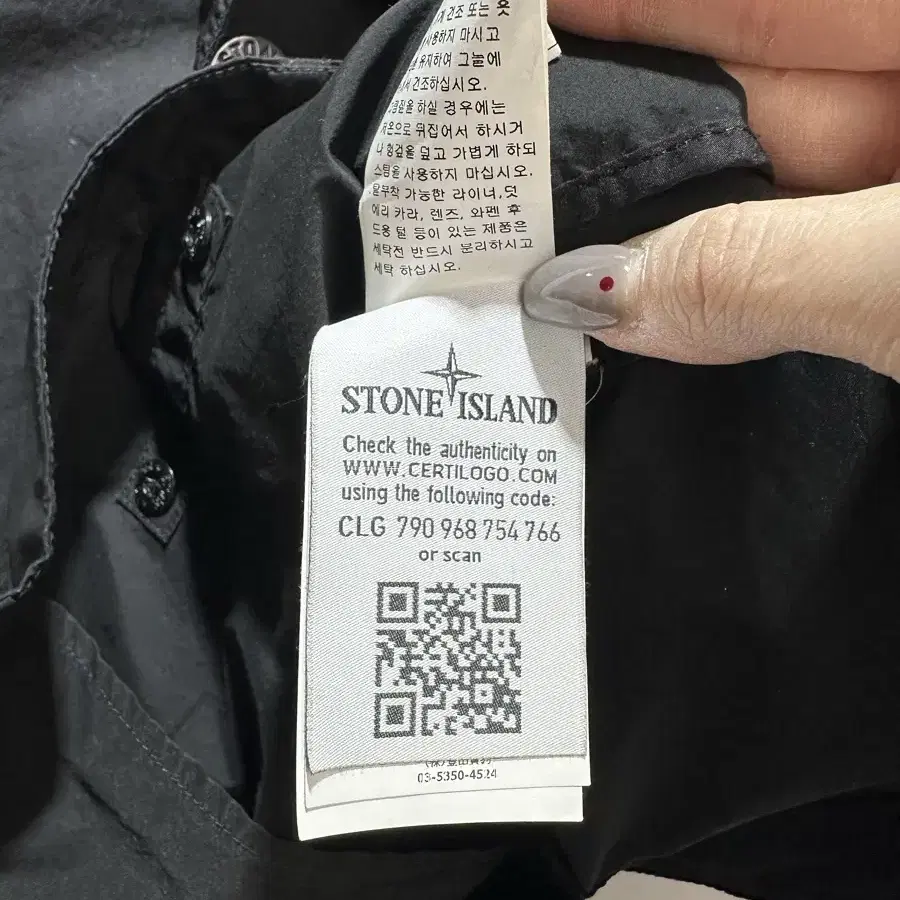 건조 또는 옷
사용하지 마시고
유지하여 그늘에
건조하십시오.
하실 경우에는
저온으로 뒤집어서 하시거
나 헝겊을 덮고 가볍게 하되
스팀을 사용하지 마십시오.
탈부착 가능한 라이너,덧
에리 카라, 렌즈, 와펜 후
드용 털 등이 있는 제품은
세탁전 반드시 분리하시고
세탁 하십시오.
STONE ISLAND
Check the authenticity on
WWW.CERTILOGO.COM
using the following code:
CLG 790 968 754 766
or scan
03-5350-4524